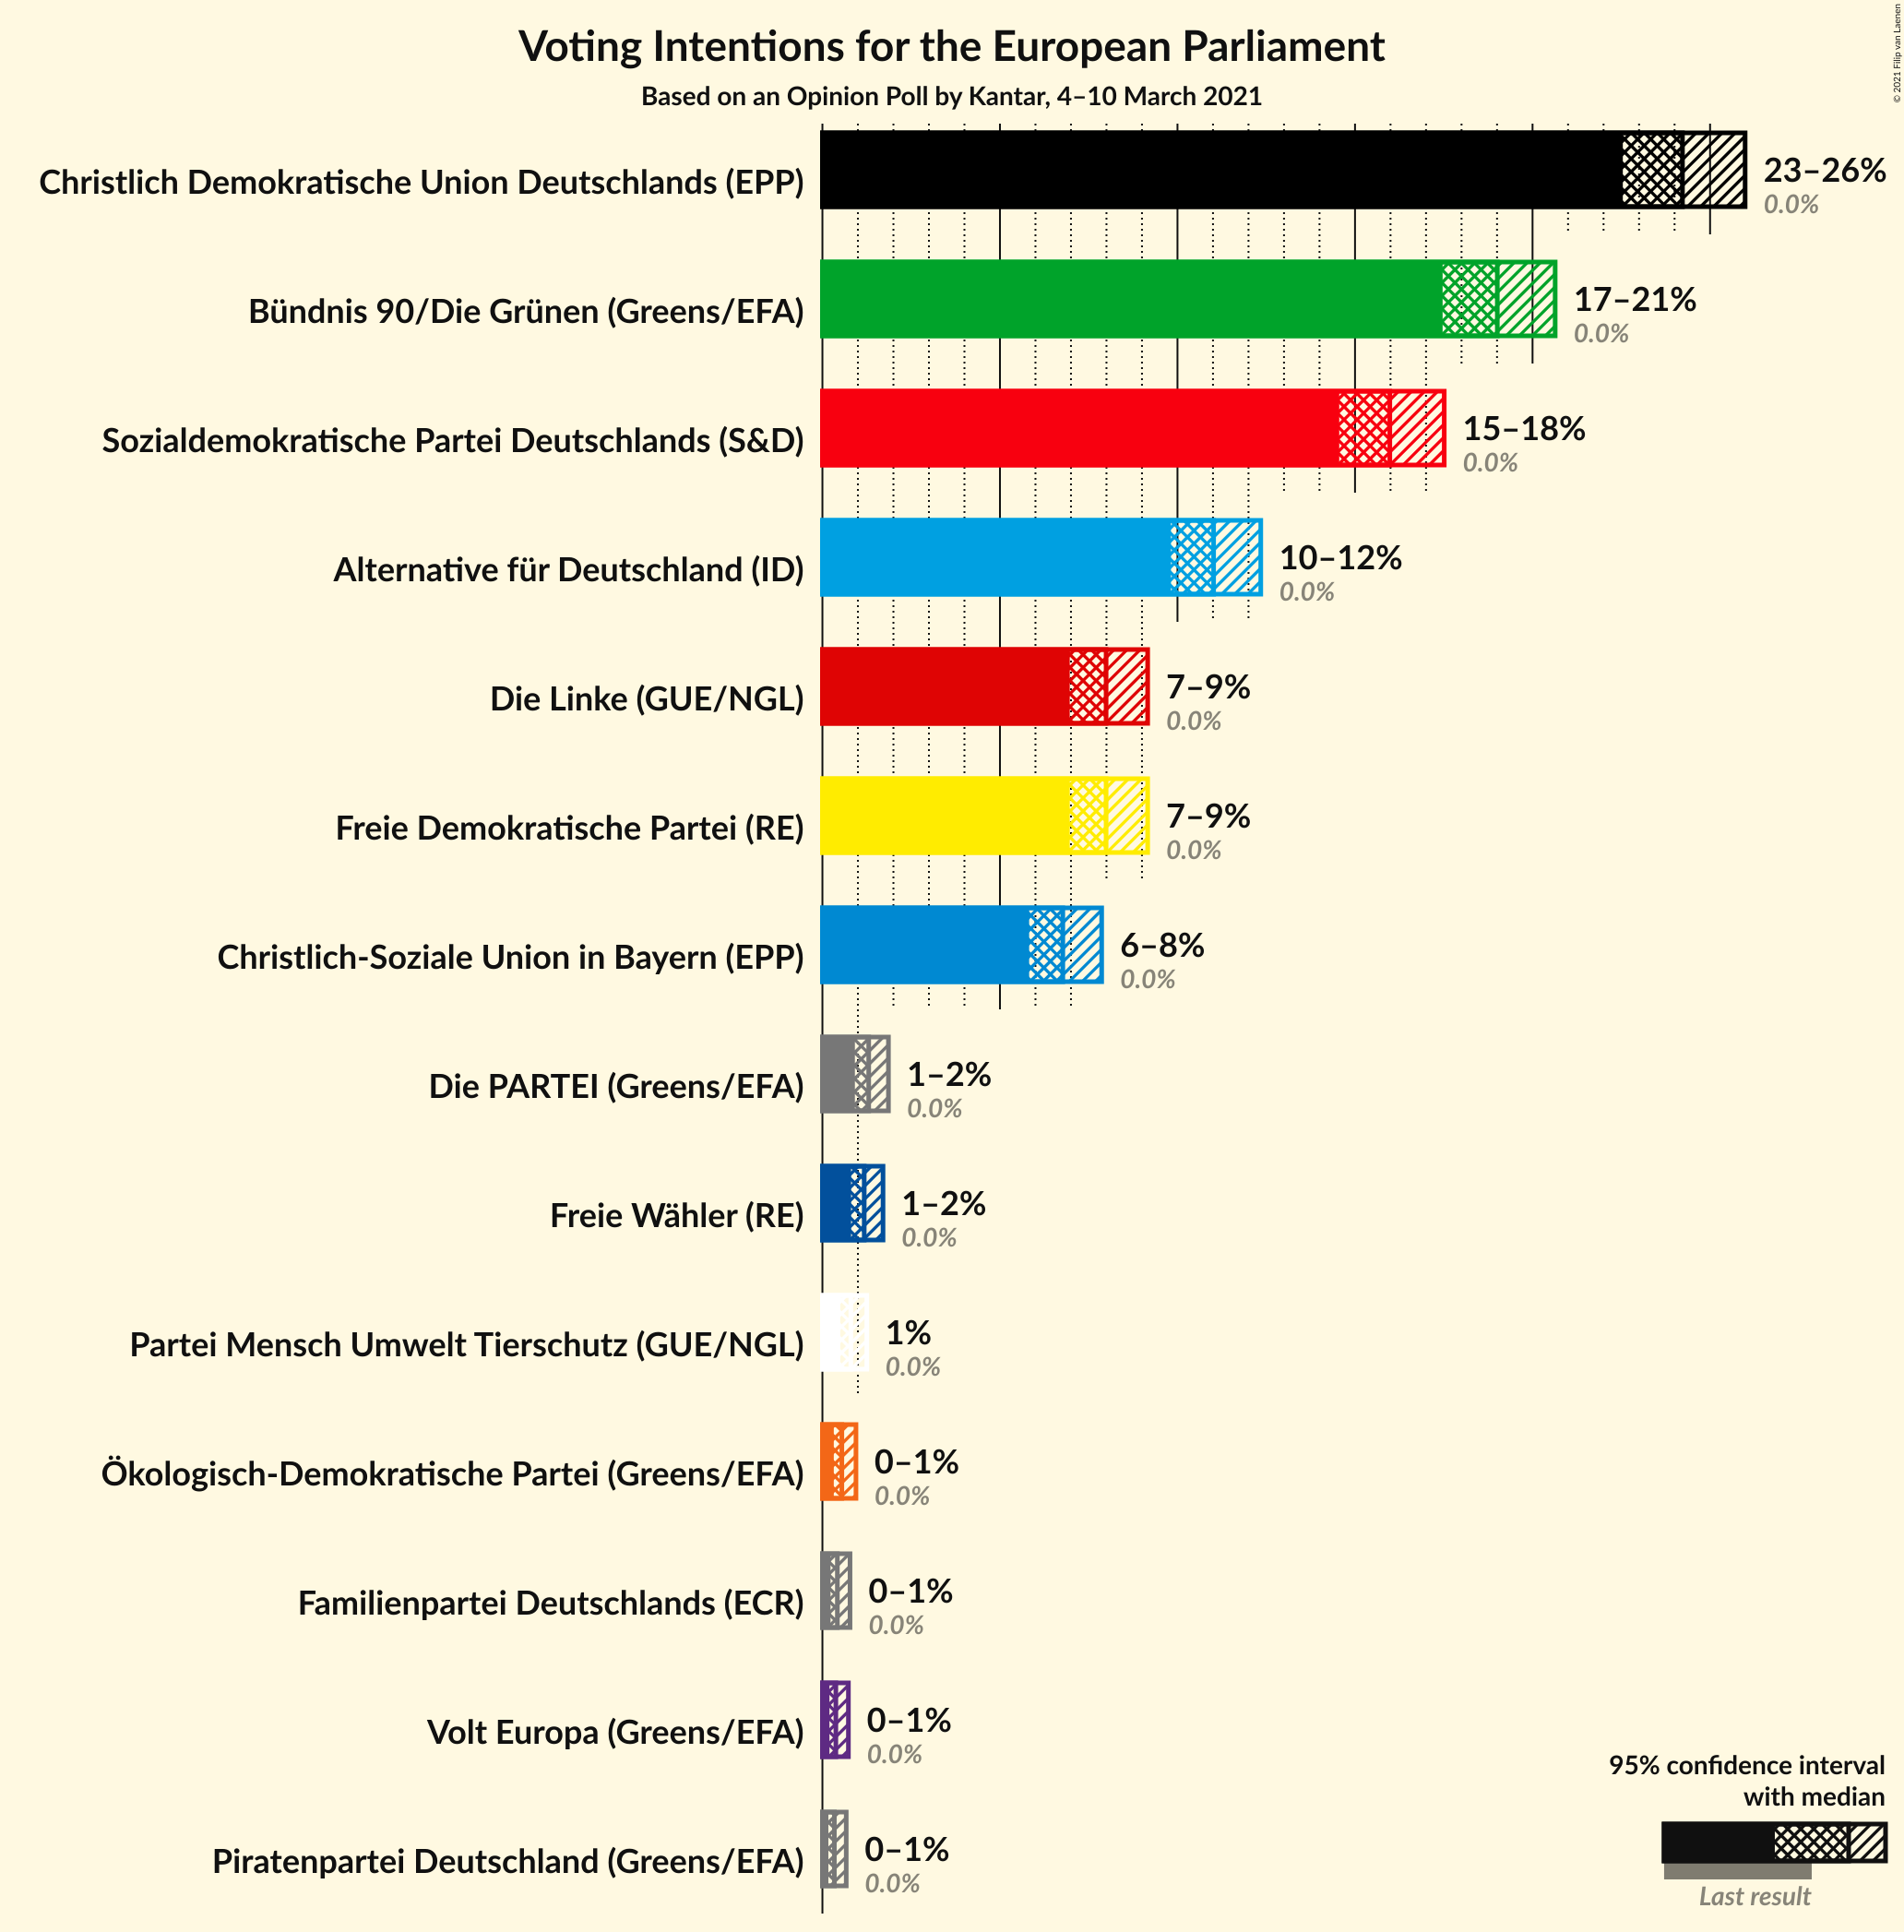 Voting Intentions for the European Parliament
Based on an Opinion Poll by Kantar, 4–10 March 2021
© 2021 Filip van Laenen
Christlich Demokratische Union Deutschlands (EPP)
23–26%
0.0%
Bündnis 90/Die Grünen (Greens/EFA)
17–21%
0.0%
Sozialdemokratische Partei Deutschlands (S&D)
15–18%
0.0%
Alternative für Deutschland (ID)
10–12%
0.0%
Die Linke (GUE/NGL)
7–9%
0.0%
Freie Demokratische Partei (RE)
7–9%
0.0%
Christlich-Soziale Union in Bayern (EPP)
6–8%
0.0%
Die PARTEI (Greens/EFA)
1–2%
0.0%
Freie Wähler (RE)
1–2%
0.0%
Partei Mensch Umwelt Tierschutz (GUE/NGL)
1%
0.0%
Ökologisch-Demokratische Partei (Greens/EFA)
0–1%
0.0%
Familienpartei Deutschlands (ECR)
0–1%
0.0%
Volt Europa (Greens/EFA)
0–1%
0.0%
Piratenpartei Deutschland (Greens/EFA)
0–1%
0.0%
95% confidence interval
with median
Last result